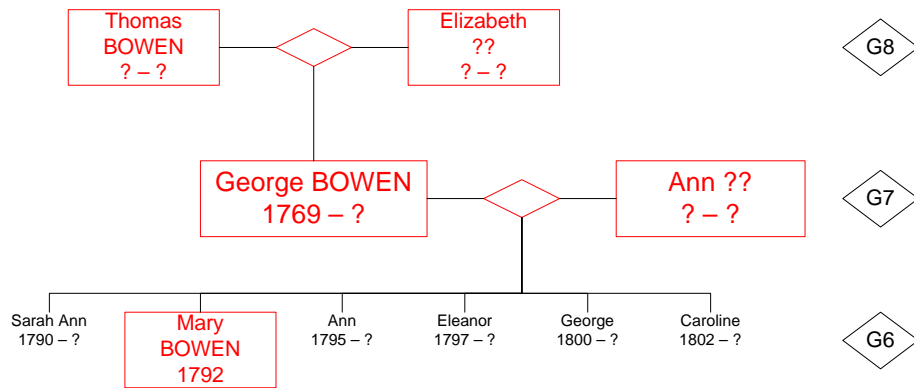 Thomas
BOWEN
? – ?
Elizabeth
??
? – ?
G8
George BOWEN
1769 – ?
Ann ??
? – ?
G7
Sarah Ann
1790 – ?
Mary
BOWEN
1792
Ann
1795 – ?
Eleanor
1797 – ?
George
1800 – ?
Caroline
1802 – ?
G6